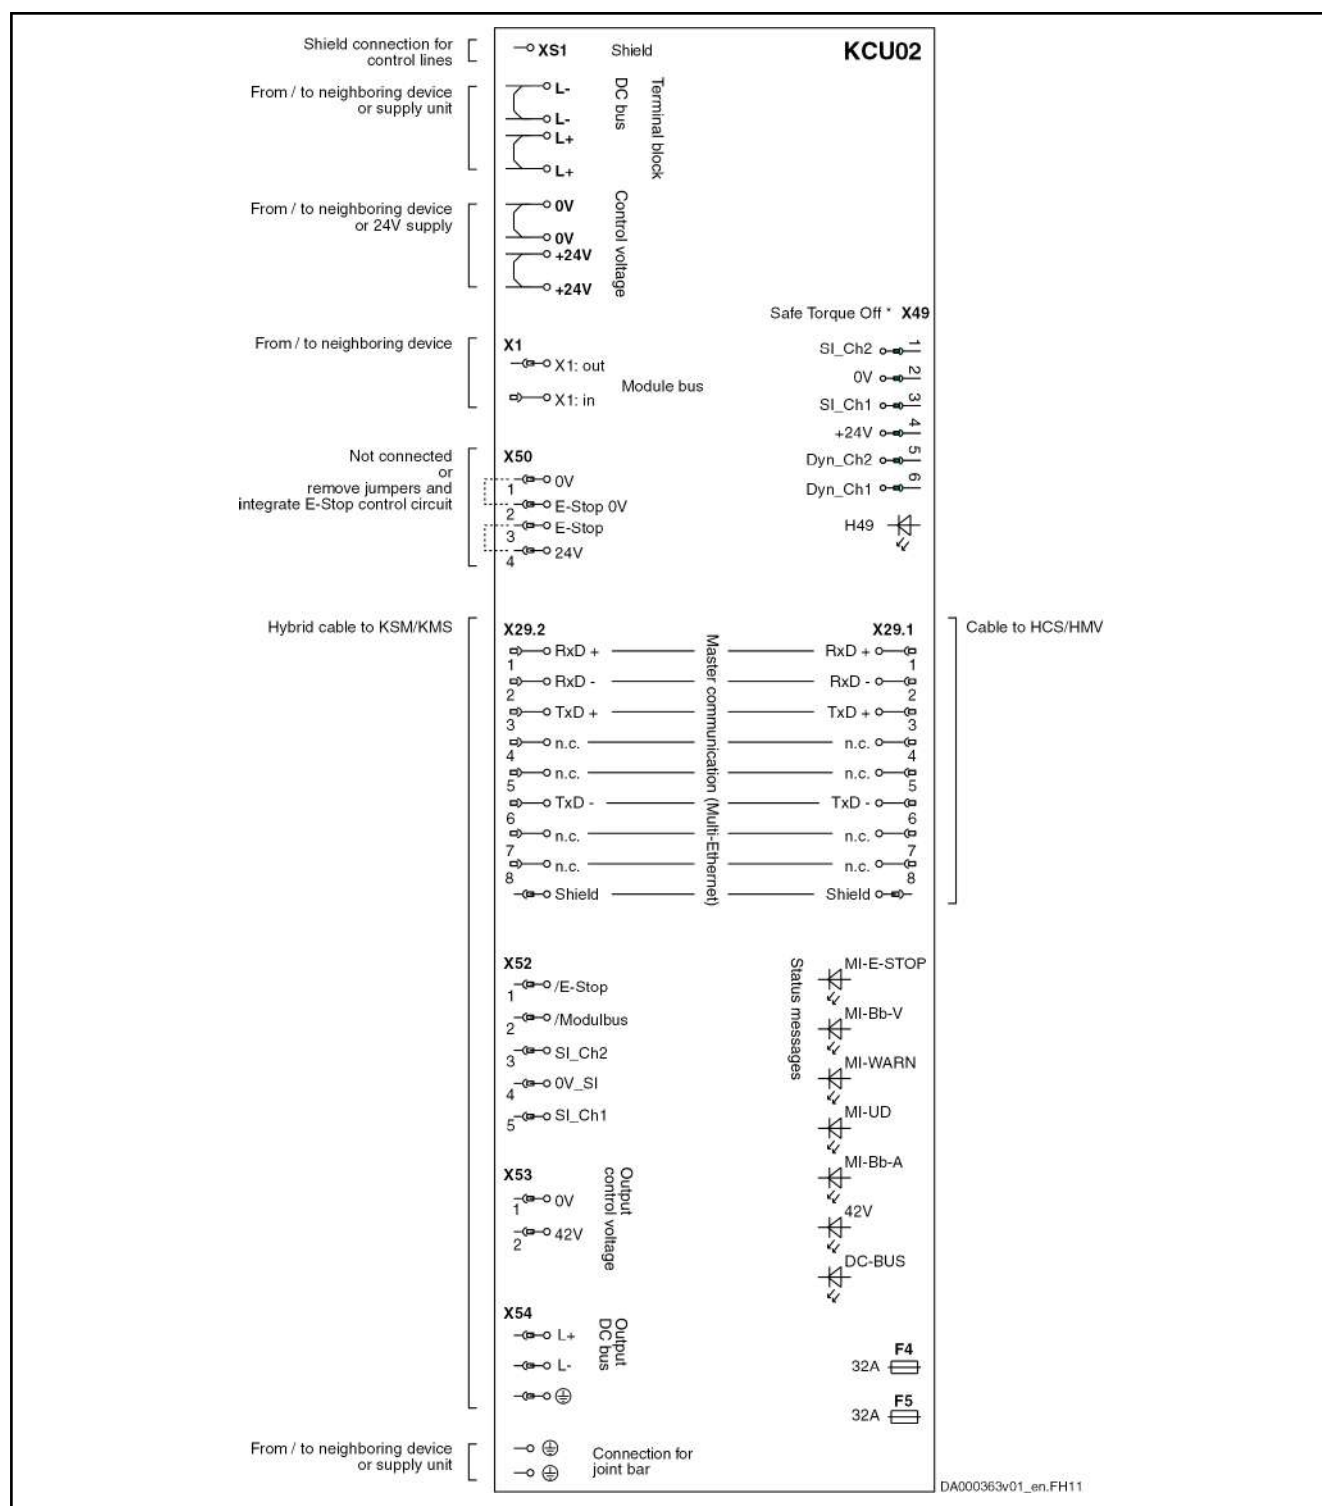 Shield connection for
control lines
XS1 Shield
KCU02
From / to neighboring device
or supply unit
L-
L-
L+
L+
DC bus
Terminal block
From / to neighboring device
or 24V supply
0V
0V
+24V
+24V
Control voltage
Safe Torque Off * X49
SI_Ch2 1
0V 2
SI_Ch1 3
+24V 4
Dyn_Ch2 5
Dyn_Ch1 6
H49
From / to neighboring device
X1
X1: out
Module bus
X1: in
Not connected
or
remove jumpers and
integrate E-Stop control circuit
X50
1 0V
2 E-Stop 0V
3 E-Stop
4 24V
Hybrid cable to KSM/KMS
X29.2
1 RxD +
2 RxD -
3 TxD +
4 n.c.
5 n.c.
6 TxD -
7 n.c.
8 n.c.
Shield
Master communication (Multi-Ethernet)
X29.1
RxD + 1
RxD - 2
TxD + 3
n.c. 4
n.c. 5
TxD - 6
n.c. 7
n.c. 8
Shield
Cable to HCS/HMV
X52
1 /E-Stop
2 /Modulbus
3 SI_Ch2
4 0V_SI
5 SI_Ch1
Status messages
MI-E-STOP
MI-Bb-V
MI-WARN
MI-UD
MI-Bb-A
42V
DC-BUS
X53
1 0V
2 42V
Output
control voltage
X54
L+
L-
Output
DC bus
F4
32A
F5
32A
From / to neighboring device
or supply unit
Connection for
joint bar
DA000363v01_en.FH11